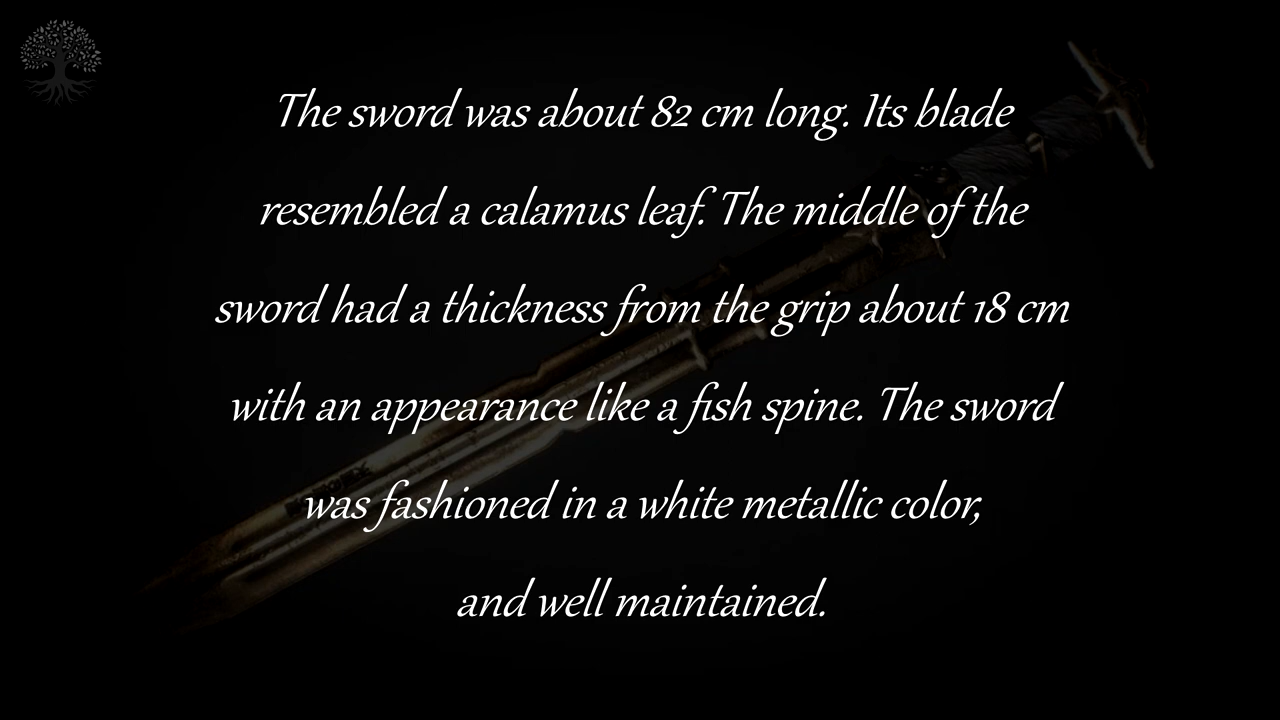 The sword was about 82 cm long. Its blade
resembled a calamus leaf. The middle of the
sword had a thickness from the grip about 18 cm
with an appearance like a fish spine. The sword
was fashioned in a white metallic color,
and well maintained.